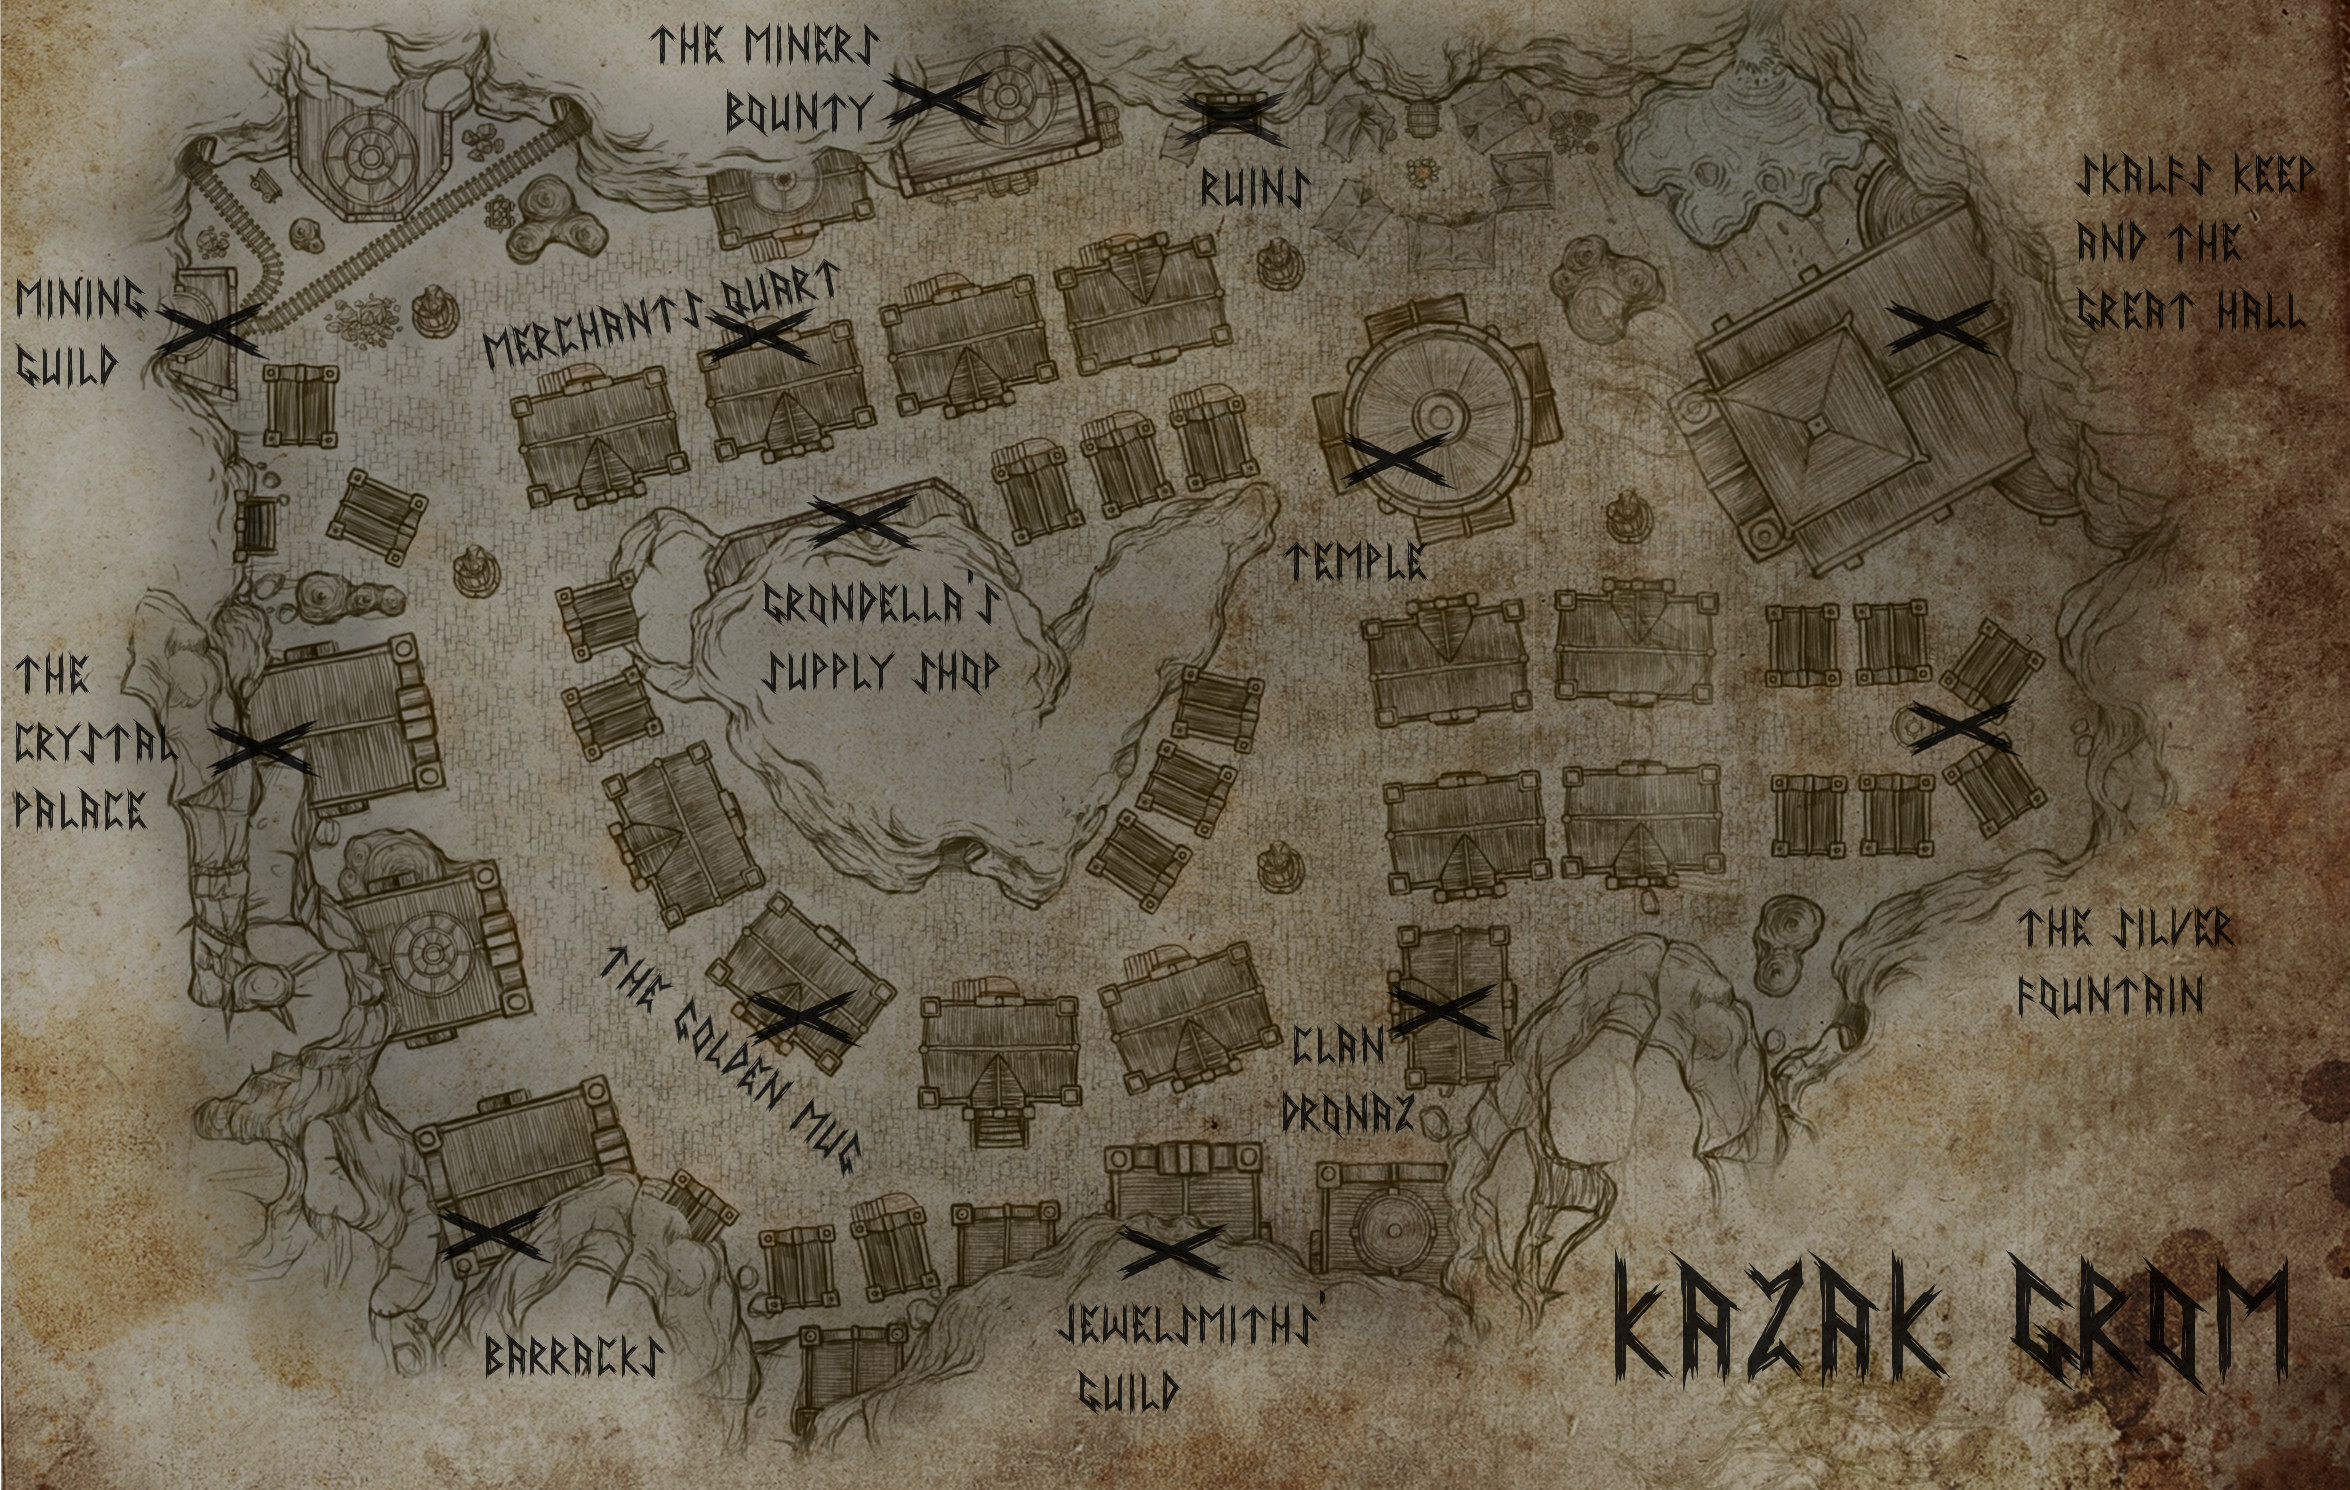 THE MINERS
BOUNTY
RUINS
SKALFS KEEP
AND THE
GREAT HALL
MINING
GUILD
MERCHANTS QUART
TEMPLE
GRONDELLA'S
SUPPLY SHOP
THE
CRYSTAL
PALACE
THE SILVER
FOUNTAIN
THE GOLDEN MUG
CLAN
DRONAZ
BARRACKS
JEWELSMITHS'
GUILD
KAZAK GROM